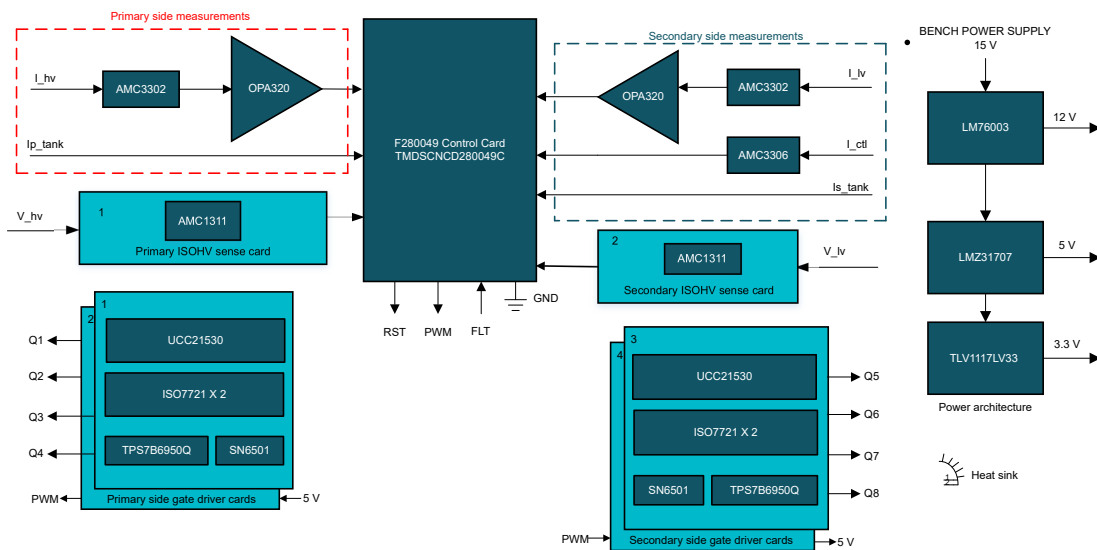 Primary side measurements
I_hv
AMC3302
OPA320
Ip_tank
V_hv
1
AMC1311
Primary ISOHV sense card
F280049 Control Card
TMDSCNCD280049C
RST
PWM
FLT
GND
Secondary side measurements
I_lv
AMC3302
OPA320
AMC3306
I_ctl
Is_tank
2
AMC1311
V_lv
Secondary ISOHV sense card
BENCH POWER SUPPLY
15 V
LM76003
12 V
LMZ31707
5 V
TLV1117LV33
3.3 V
Power architecture
Heat sink
1
2
UCC21530
ISO7721 X 2
TPS7B6950Q
SN6501
Q1
Q2
Q3
Q4
PWM
Primary side gate driver cards
5 V
3
4
UCC21530
ISO7721 X 2
SN6501
TPS7B6950Q
Q5
Q6
Q7
Q8
PWM
Secondary side gate driver cards
5 V